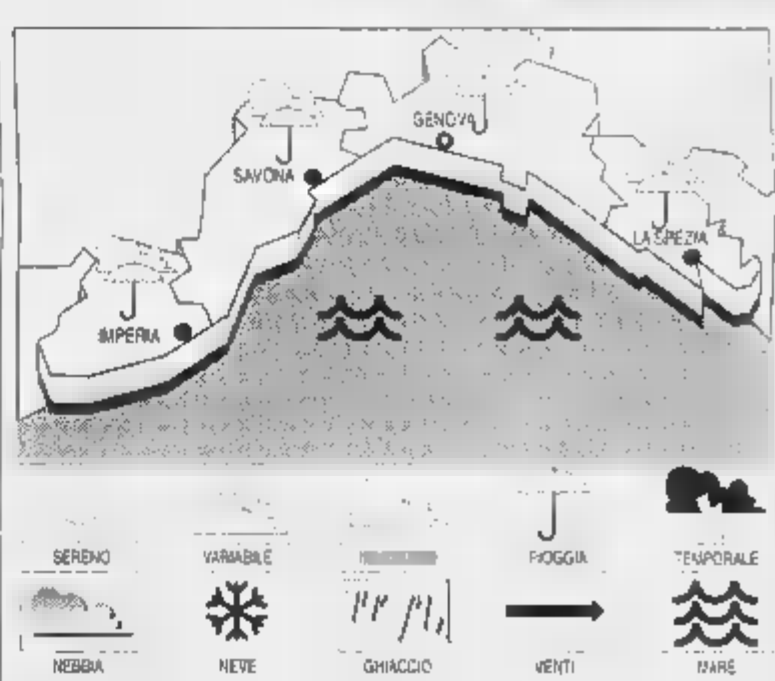 GENOVA
SAVONA
LA SPEZIA
IMPERIA
SERENO
VARIABILE
PIOGGIA
TEMPORALE
NEBBIA
NEVE
GHIACCIO
VENTI
MARE